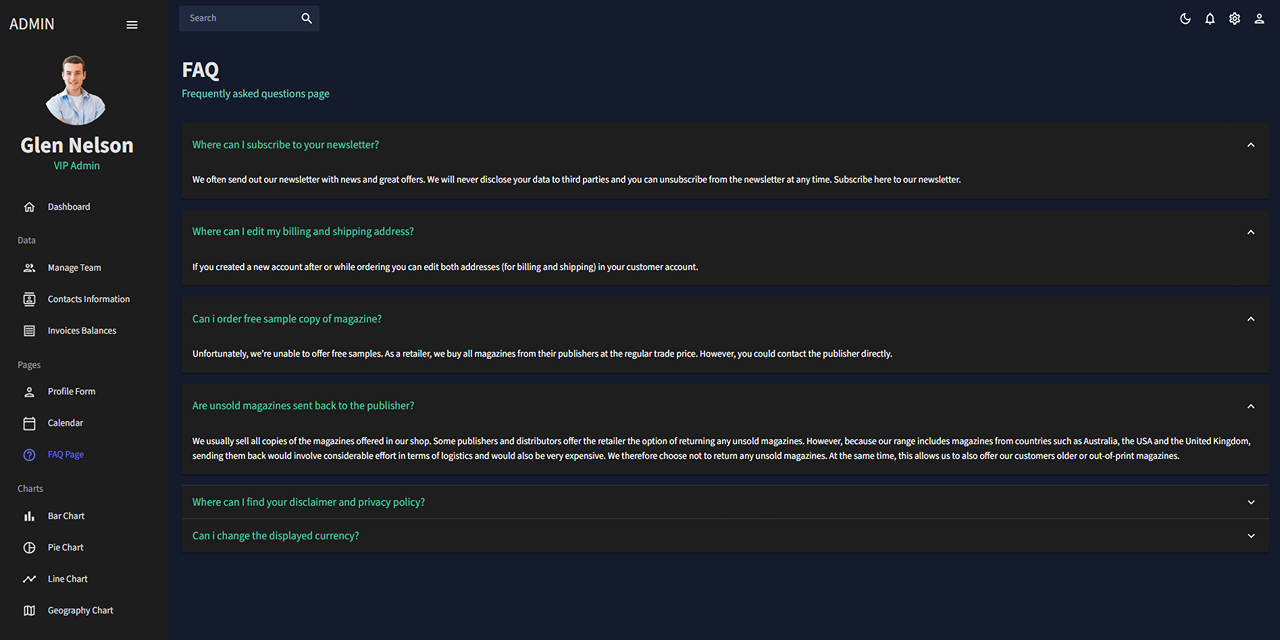 ADMIN
Search
Glen Nelson
VIP Admin
Dashboard
Data
Manage Team
Contacts Information
Invoices Balances
Pages
Profile Form
Calendar
FAQ Page
Charts
Bar Chart
Pie Chart
Line Chart
Geography Chart
FAQ
Frequently asked questions page
Where can I subscribe to your newsletter?
We often send out our newsletter with news and great offers. We will never disclose your data to third parties and you can unsubscribe from the newsletter at any time. Subscribe here to our newsletter.
Where can I edit my billing and shipping address?
If you created a new account after or while ordering you can edit both addresses (for billing and shipping) in your customer account.
Can i order free sample copy of magazine?
Unfortunately, we're unable to offer free samples. As a retailer, we buy all magazines from their publishers at the regular trade price. However, you could contact the publisher directly.
Are unsold magazines sent back to the publisher?
We usually sell all copies of the magazines offered in our shop. Some publishers and distributors offer the retailer the option of returning any unsold magazines. However, because our range includes magazines from countries such as Australia, the USA and the United Kingdom,
sending them back would involve considerable effort in terms of logistics and would also be very expensive. We therefore choose not to return any unsold magazines. At the same time, this allows us to also offer our customers older or out-of-print magazines.
Where can I find your disclaimer and privacy policy?
Can i change the displayed currency?